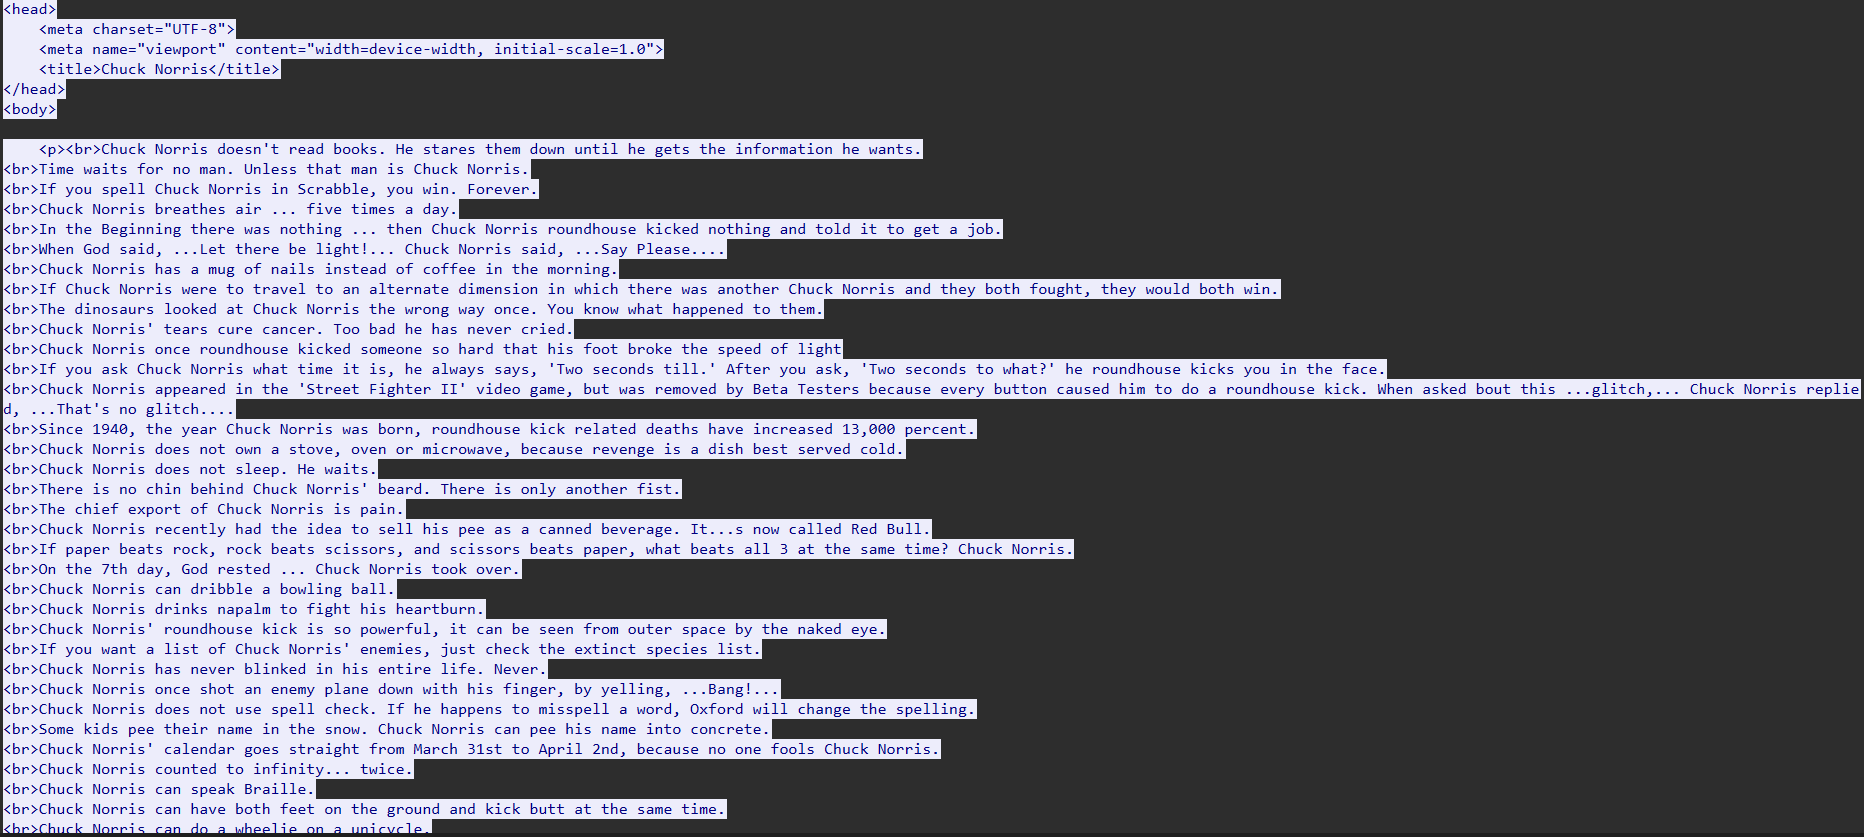 <head>
    <meta charset="UTF-8">
    <meta name="viewport" content="width=device-width, initial-scale=1.0">
    <title>Chuck Norris</title>
</head>
<body>

    <p><br>Chuck Norris doesn't read books. He stares them down until he gets the information he wants.
<br>Time waits for no man. Unless that man is Chuck Norris.
<br>If you spell Chuck Norris in Scrabble, you win. Forever.
<br>Chuck Norris breathes air ... five times a day.
<br>In the Beginning there was nothing ... then Chuck Norris roundhouse kicked nothing and told it to get a job.
<br>When God said, ...Let there be light!... Chuck Norris said, ...Say Please....
<br>Chuck Norris has a mug of nails instead of coffee in the morning.
<br>If Chuck Norris were to travel to an alternate dimension in which there was another Chuck Norris and they both fought, they would both win.
<br>The dinosaurs looked at Chuck Norris the wrong way once. You know what happened to them.
<br>Chuck Norris' tears cure cancer. Too bad he has never cried.
<br>Chuck Norris once roundhouse kicked someone so hard that his foot broke the speed of light
<br>If you ask Chuck Norris what time it is, he always says, 'Two seconds till.' After you ask, 'Two seconds to what?' he roundhouse kicks you in the face.
<br>Chuck Norris appeared in the 'Street Fighter II' video game, but was removed by Beta Testers because every button caused him to do a roundhouse kick. When asked bout this ...glitch,... Chuck Norris replie
d, ...That's no glitch....
<br>Since 1940, the year Chuck Norris was born, roundhouse kick related deaths have increased 13,000 percent.
<br>Chuck Norris does not own a stove, oven or microwave, because revenge is a dish best served cold.
<br>Chuck Norris does not sleep. He waits.
<br>There is no chin behind Chuck Norris' beard. There is only another fist.
<br>The chief export of Chuck Norris is pain.
<br>Chuck Norris recently had the idea to sell his pee as a canned beverage. It...s now called Red Bull.
<br>If paper beats rock, rock beats scissors, and scissors beats paper, what beats all 3 at the same time? Chuck Norris.
<br>On the 7th day, God rested ... Chuck Norris took over.
<br>Chuck Norris can dribble a bowling ball.
<br>Chuck Norris drinks napalm to fight his heartburn.
<br>Chuck Norris' roundhouse kick is so powerful, it can be seen from outer space by the naked eye.
<br>If you want a list of Chuck Norris' enemies, just check the extinct species list.
<br>Chuck Norris has never blinked in his entire life. Never.
<br>Chuck Norris once shot an enemy plane down with his finger, by yelling, ...Bang!...
<br>Chuck Norris does not use spell check. If he happens to misspell a word, Oxford will change the spelling.
<br>Some kids pee their name in the snow. Chuck Norris can pee his name into concrete.
<br>Chuck Norris' calendar goes straight from March 31st to April 2nd, because no one fools Chuck Norris.
<br>Chuck Norris counted to infinity... twice.
<br>Chuck Norris can speak Braille.
<br>Chuck Norris can have both feet on the ground and kick butt at the same time.
<br>Chuck Norris can do a wheelie on a unicycle.